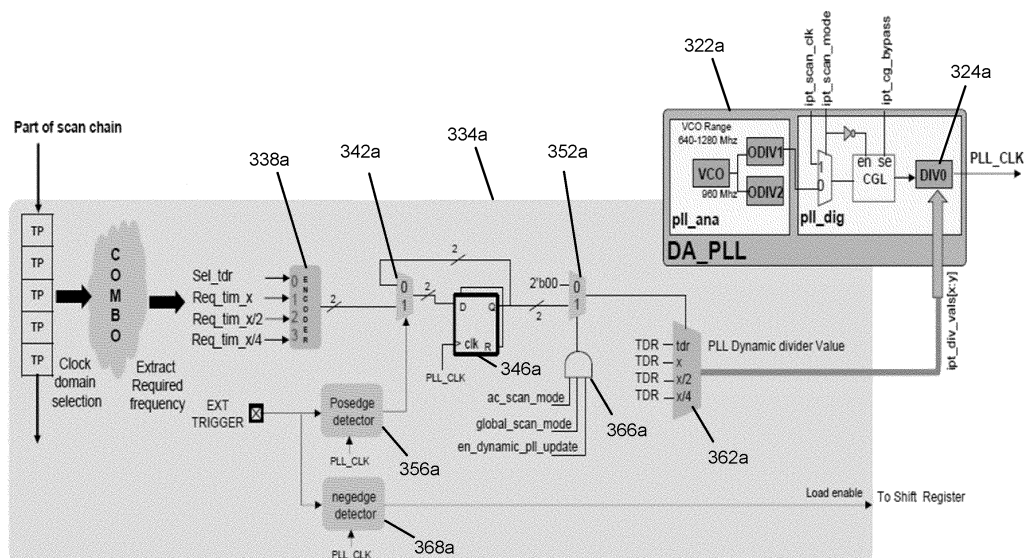 322a
324a
ipt_scan_clk
ipt_scan_mode
ipt_cg_bypass
Part of scan chain
338a
342a
334a
352a
VCO Range
640-1280 Mhz
VCO
960 Mhz
ODIV1
ODIV2
pll_ana
1
0
en se
CGL
DIV0
pll_dig
PLL_CLK
DA_PLL
ipt_div_vals[x:y]
TP
TP
TP
TP
TP
COMBO
Clock
domain
selection
Extract
Required
frequency
Sel_tdr
Req_tim_x
Req_tim_x/2
Req_tim_x/4
0
1
2
3
ENCODER
2
2
0
1
2
D Q
clk R
PLL_CLK
346a
2
2'b00
0
1
ac_scan_mode
global_scan_mode
en_dynamic_pll_update
366a
TDR tdr
TDR x
TDR x/2
TDR x/4
PLL Dynamic divider Value
362a
EXT
TRIGGER
Posedge
detector
PLL_CLK
356a
negedge
detector
PLL_CLK
368a
Load enable
To Shift Register